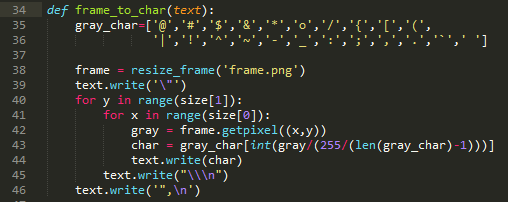 34 def frame_to_char(text):
35     gray_char=['@','#','$','&','*','o','/','{','[','(',
36                '|','!','^','~','-','_',':',';',',','.','`',' ']
37
38     frame = resize_frame('frame.png')
39     text.write('\"')
40     for y in range(size[1]):
41         for x in range(size[0]):
42             gray = frame.getpixel((x,y))
43             char = gray_char[int(gray/(255/(len(gray_char)-1)))]
44             text.write(char)
45         text.write("\\\n")
46     text.write('",\n')